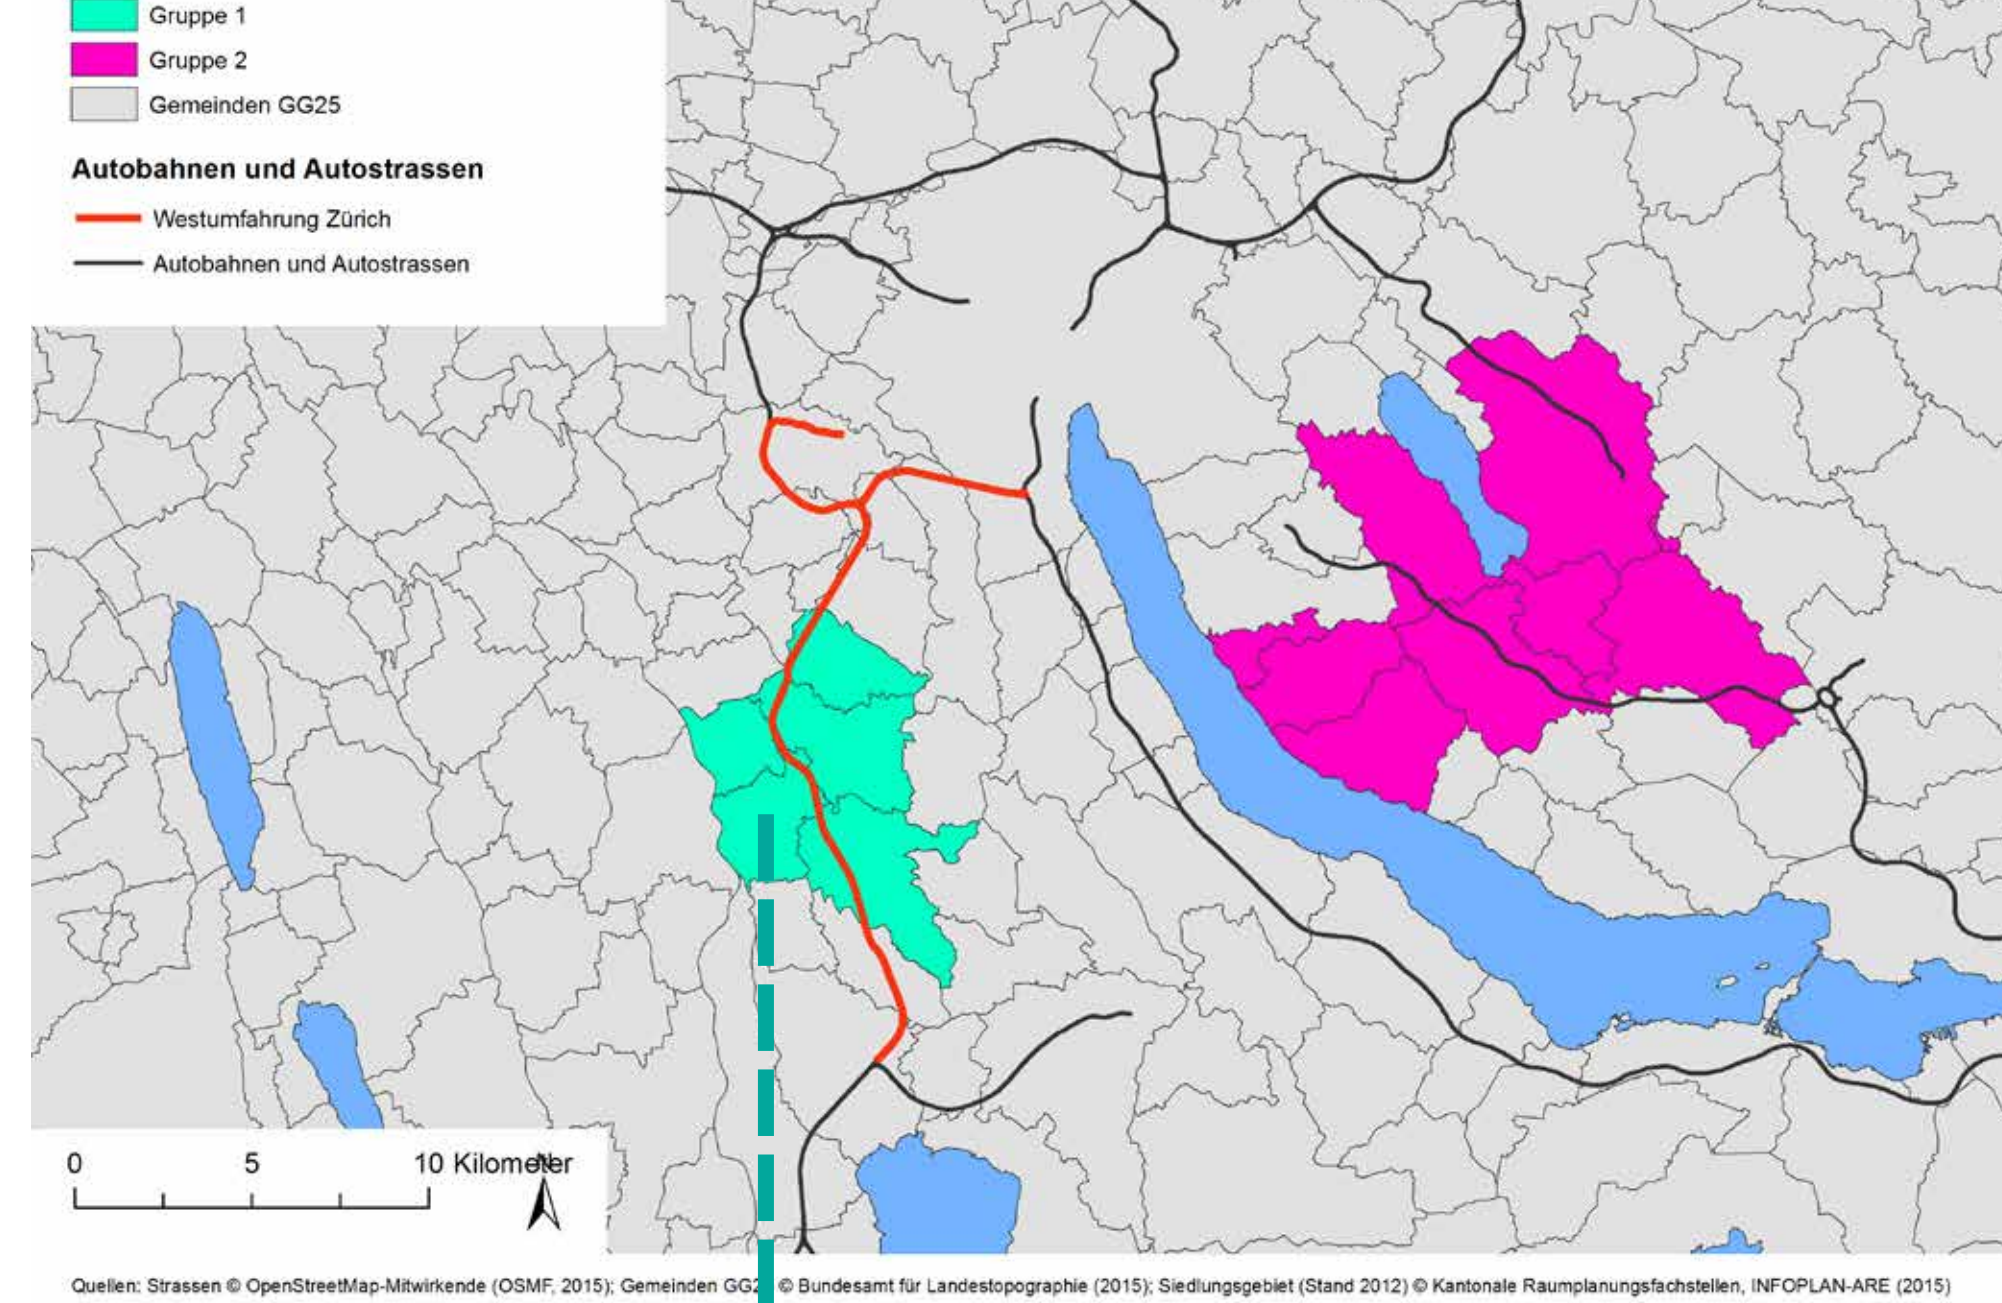 Gruppe 1
Gruppe 2
Gemeinden GG25
Autobahnen und Autostrassen
Westumfahrung Zürich
Autobahnen und Autostrassen
0 5 10 Kilometer
Quellen: Strassen © OpenStreetMap-Mitwirkende (OSMF, 2015); Gemeinden © Bundesamt für Landestopographie (2015); Siedlungsgebiet (Stand 2012) © Kantonale Raumplanungsfachstellen, INFOPLAN-ARE (2015)